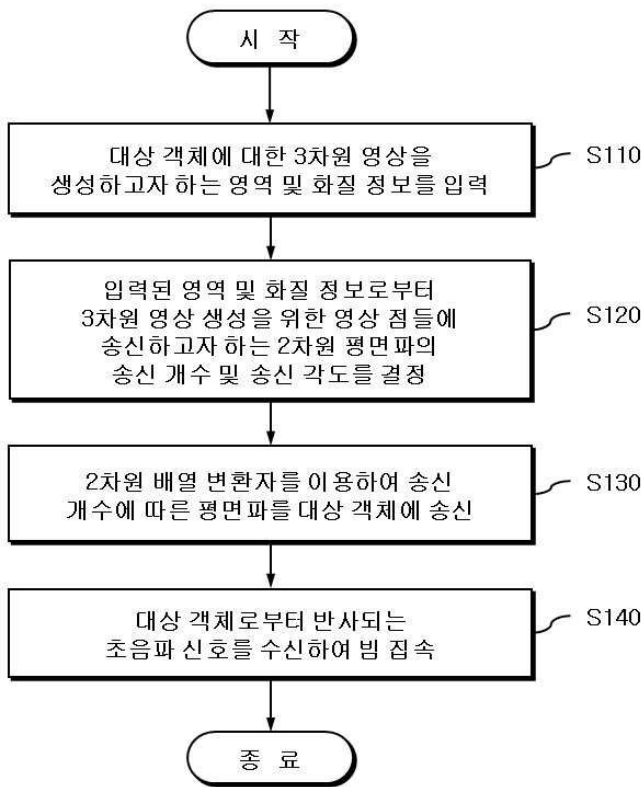 시 작
대상 객체에 대한 3차원 영상을
생성하고자 하는 영역 및 화질 정보를 입력
S110
입력된 영역 및 화질 정보로부터
3차원 영상 생성을 위한 영상 점들에
송신하고자 하는 2차원 평면파의
송신 개수 및 송신 각도를 결정
S120
2차원 배열 변환자를 이용하여 송신
개수에 따른 평면파를 대상 객체에 송신
S130
대상 객체로부터 반사되는
초음파 신호를 수신하여 빔 집속
S140
종 료